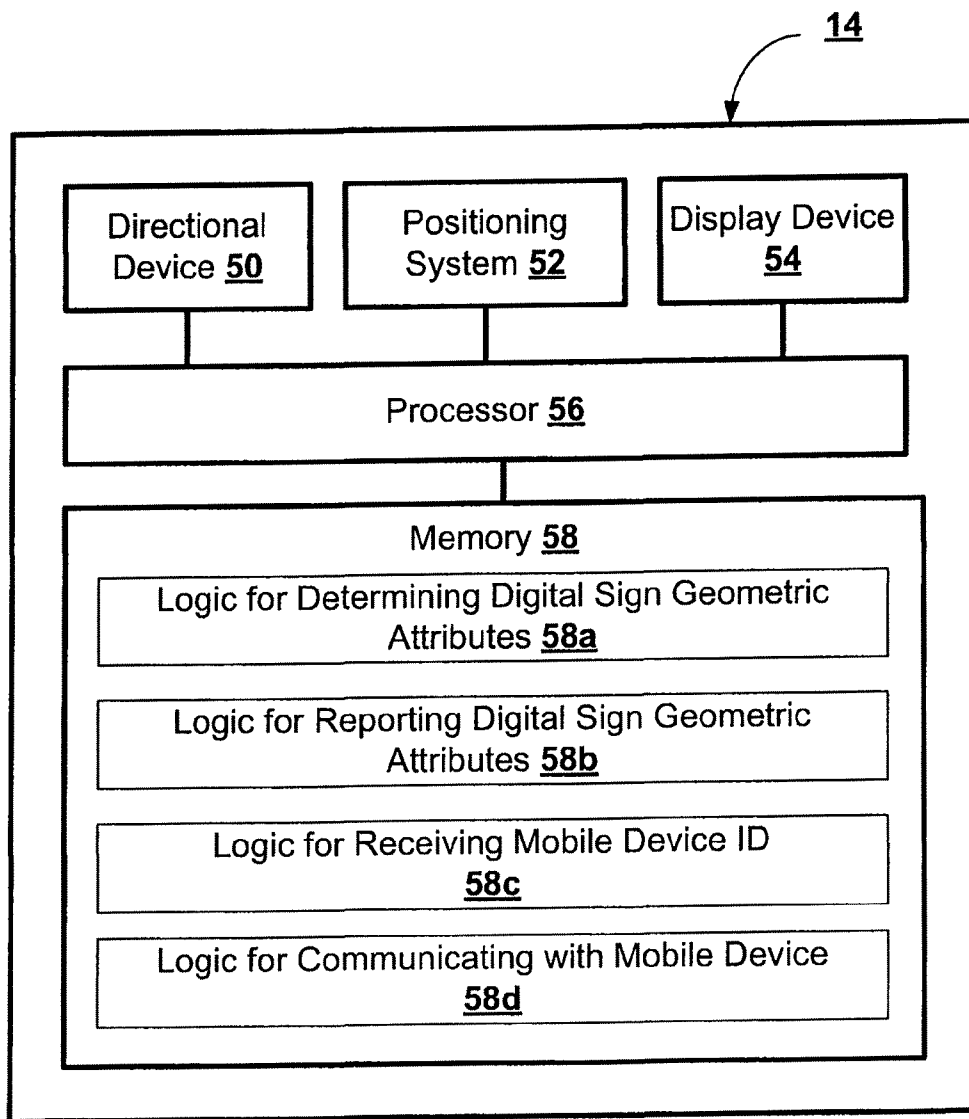 14
Directional
Device 50
Positioning
System 52
Display Device
54
Processor 56
Memory 58
Logic for Determining Digital Sign Geometric
Attributes 58a
Logic for Reporting Digital Sign Geometric
Attributes 58b
Logic for Receiving Mobile Device ID
58c
Logic for Communicating with Mobile Device
58d